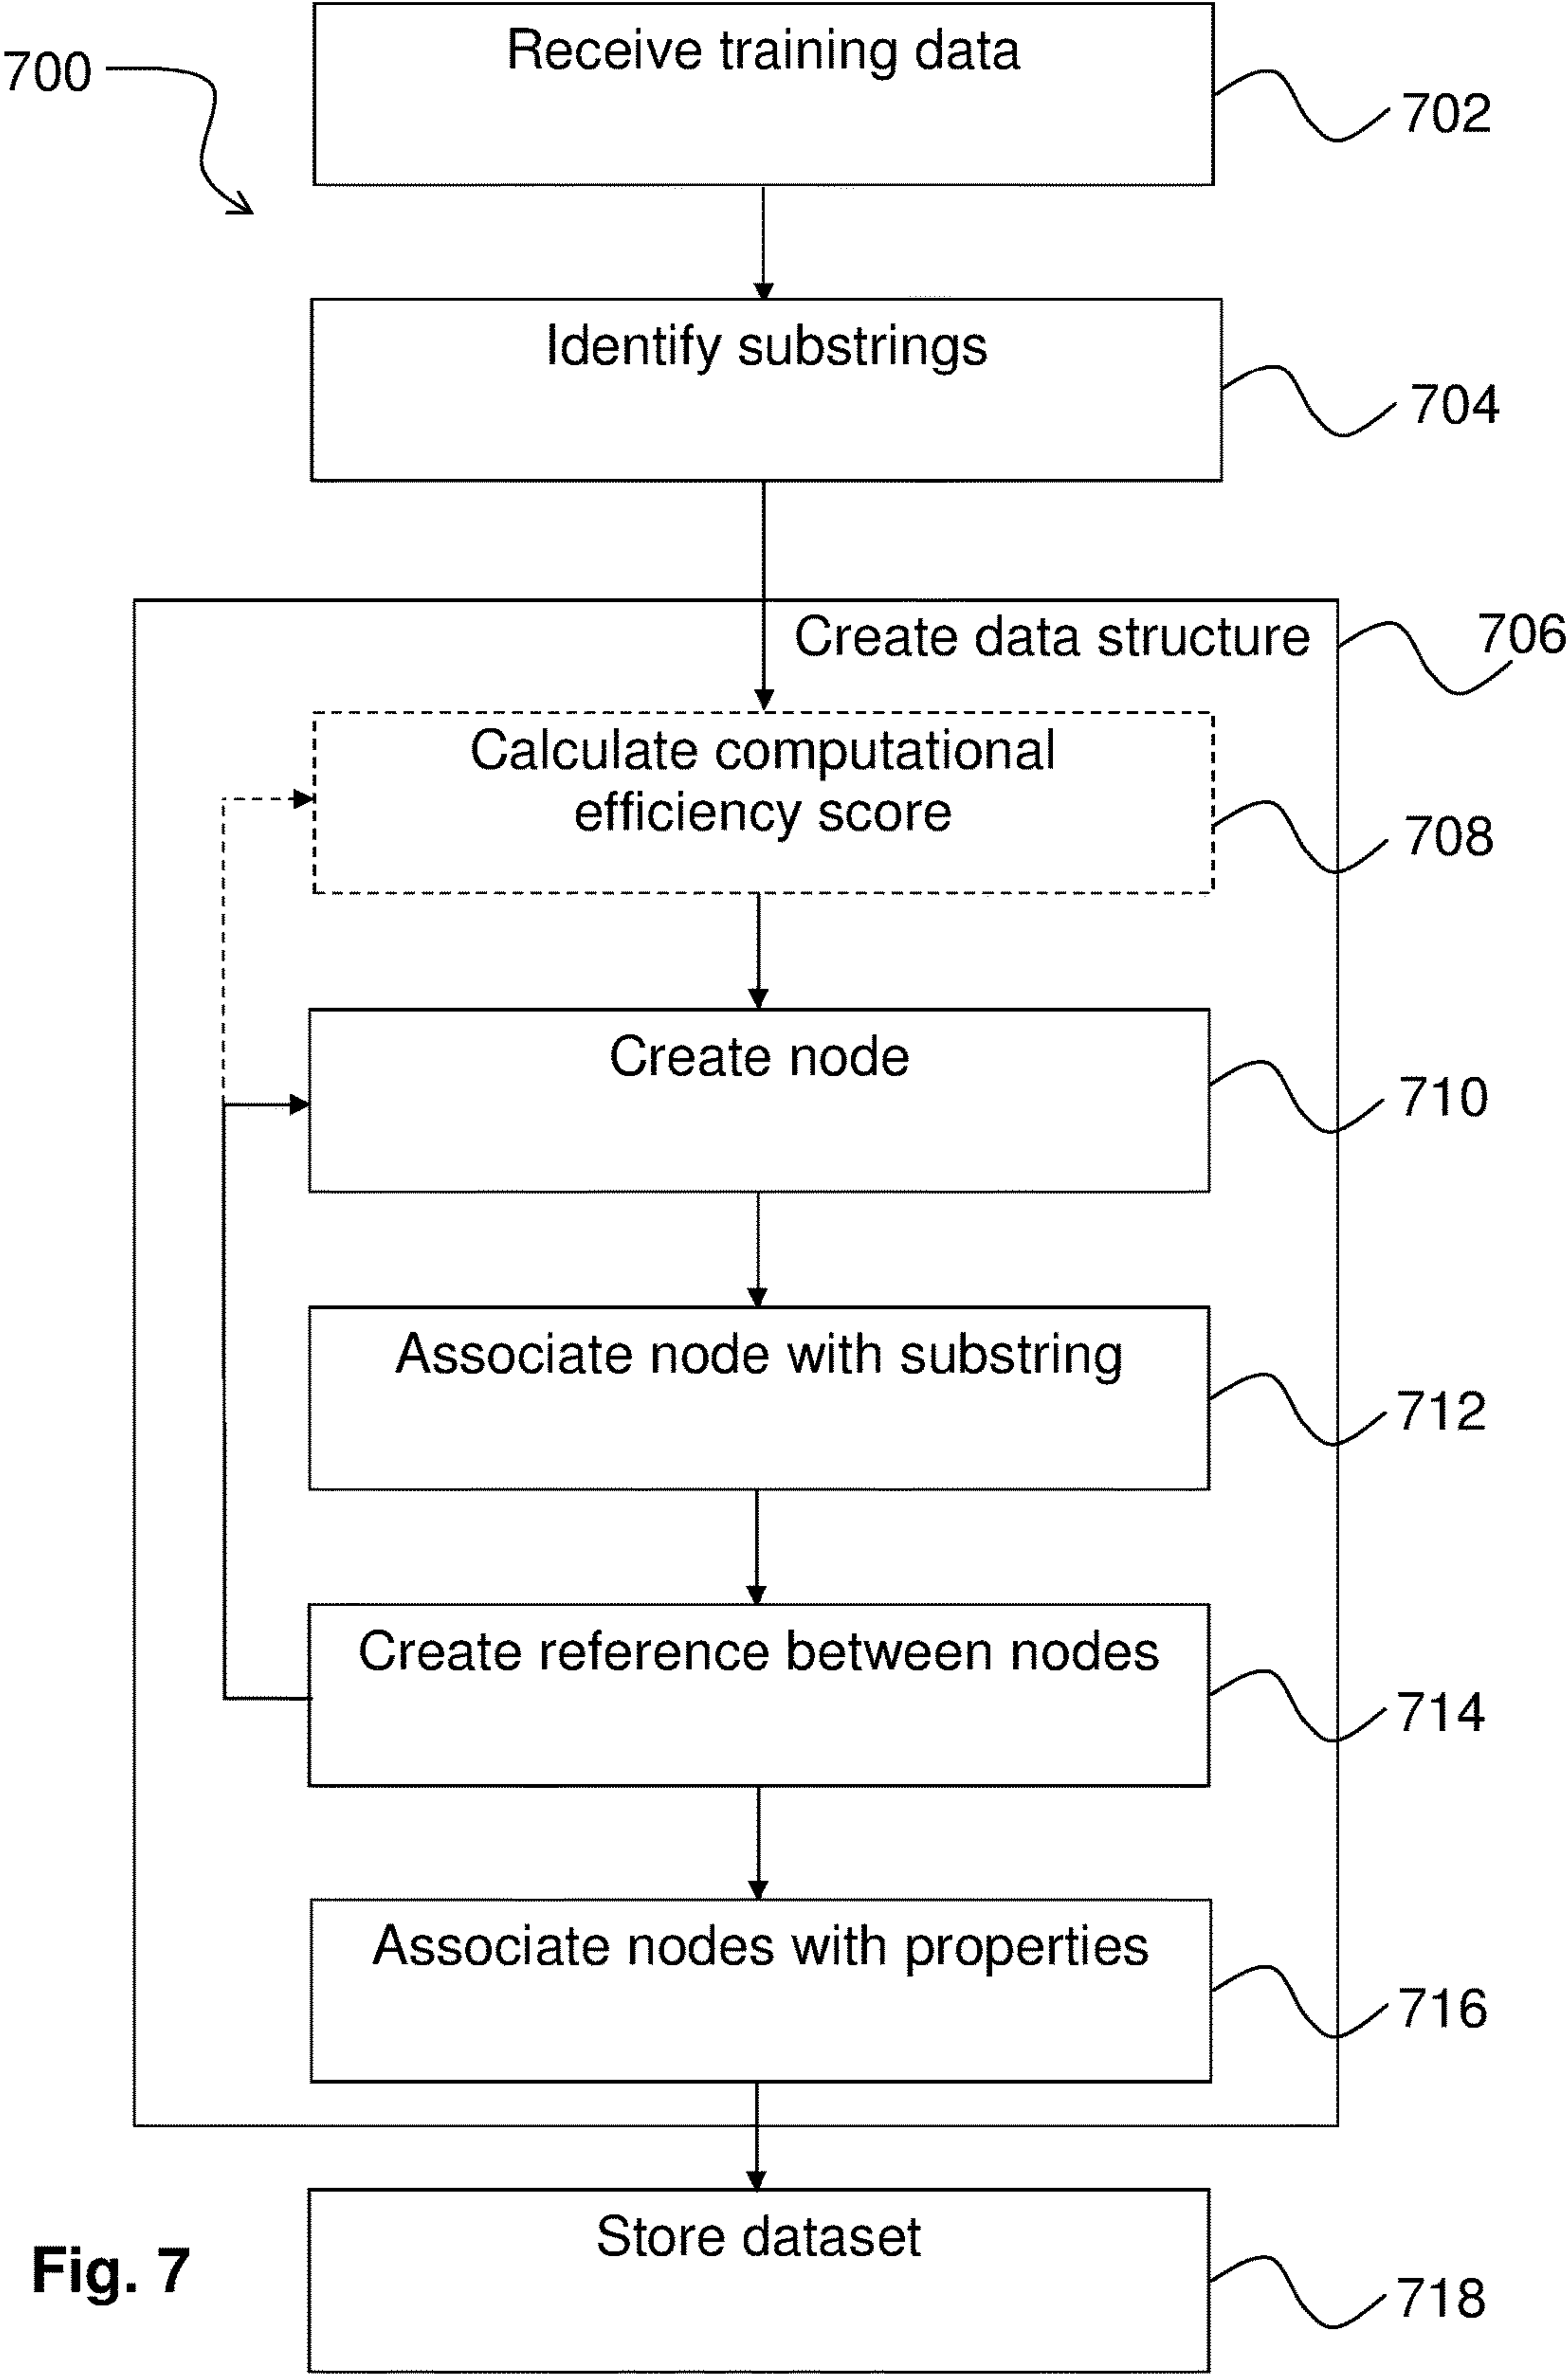 700
Receive training data
702
Identify substrings
704
Create data structure
706
Calculate computational
efficiency score
708
Create node
710
Associate node with substring
712
Create reference between nodes
714
Associate nodes with properties
716
Store dataset
718
Fig. 7